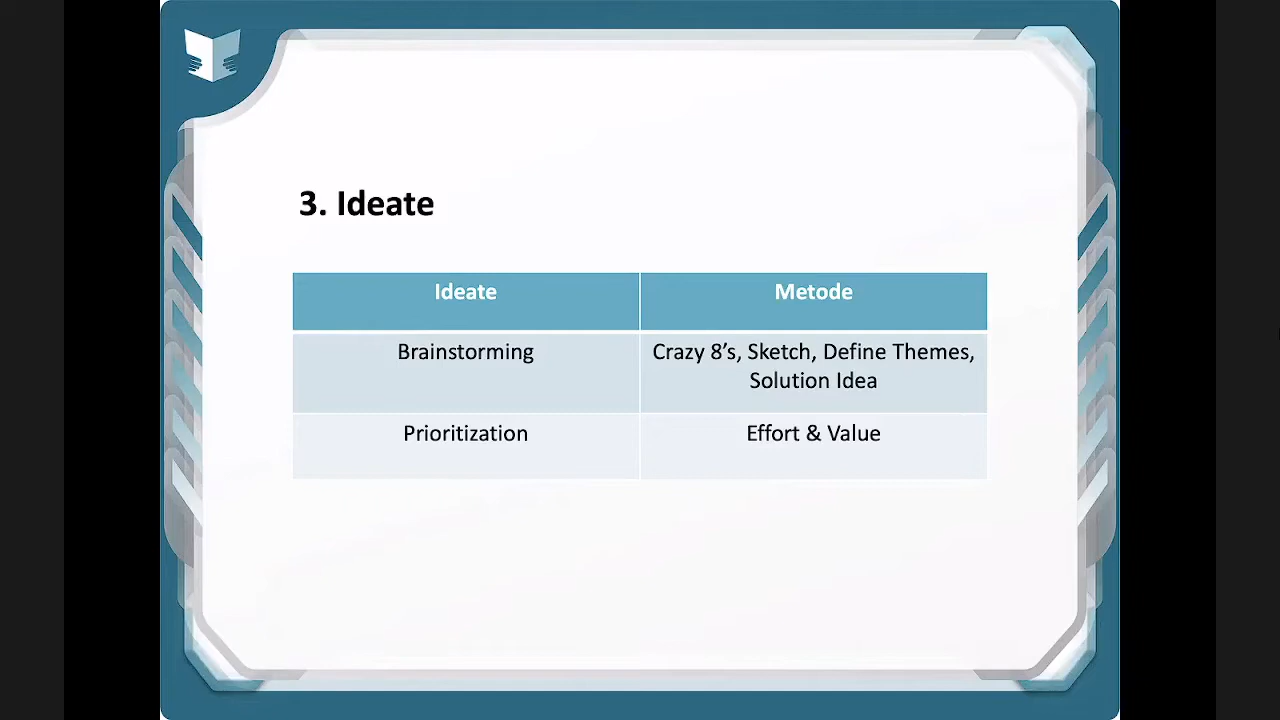 3. Ideate
Ideate
Metode
Brainstorming
Crazy 8’s, Sketch, Define Themes,
Solution Idea
Prioritization
Effort & Value